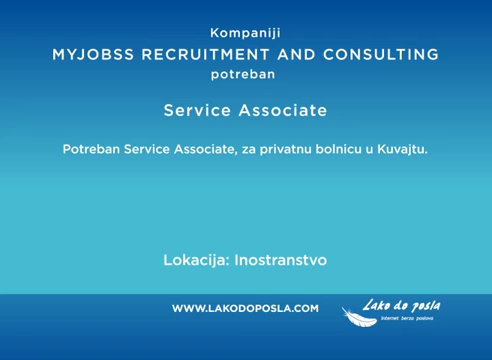 Kompaniji
MYJOBSS RECRUITMENT AND CONSULTING
potreban
Service Associate
Potreban Service Associate, za privatnu bolnicu u Kuvajtu.
Lokacija: Inostranstvo
WWW.LAKODOPOSLA.COM
Lako do posla
internet berza poslova